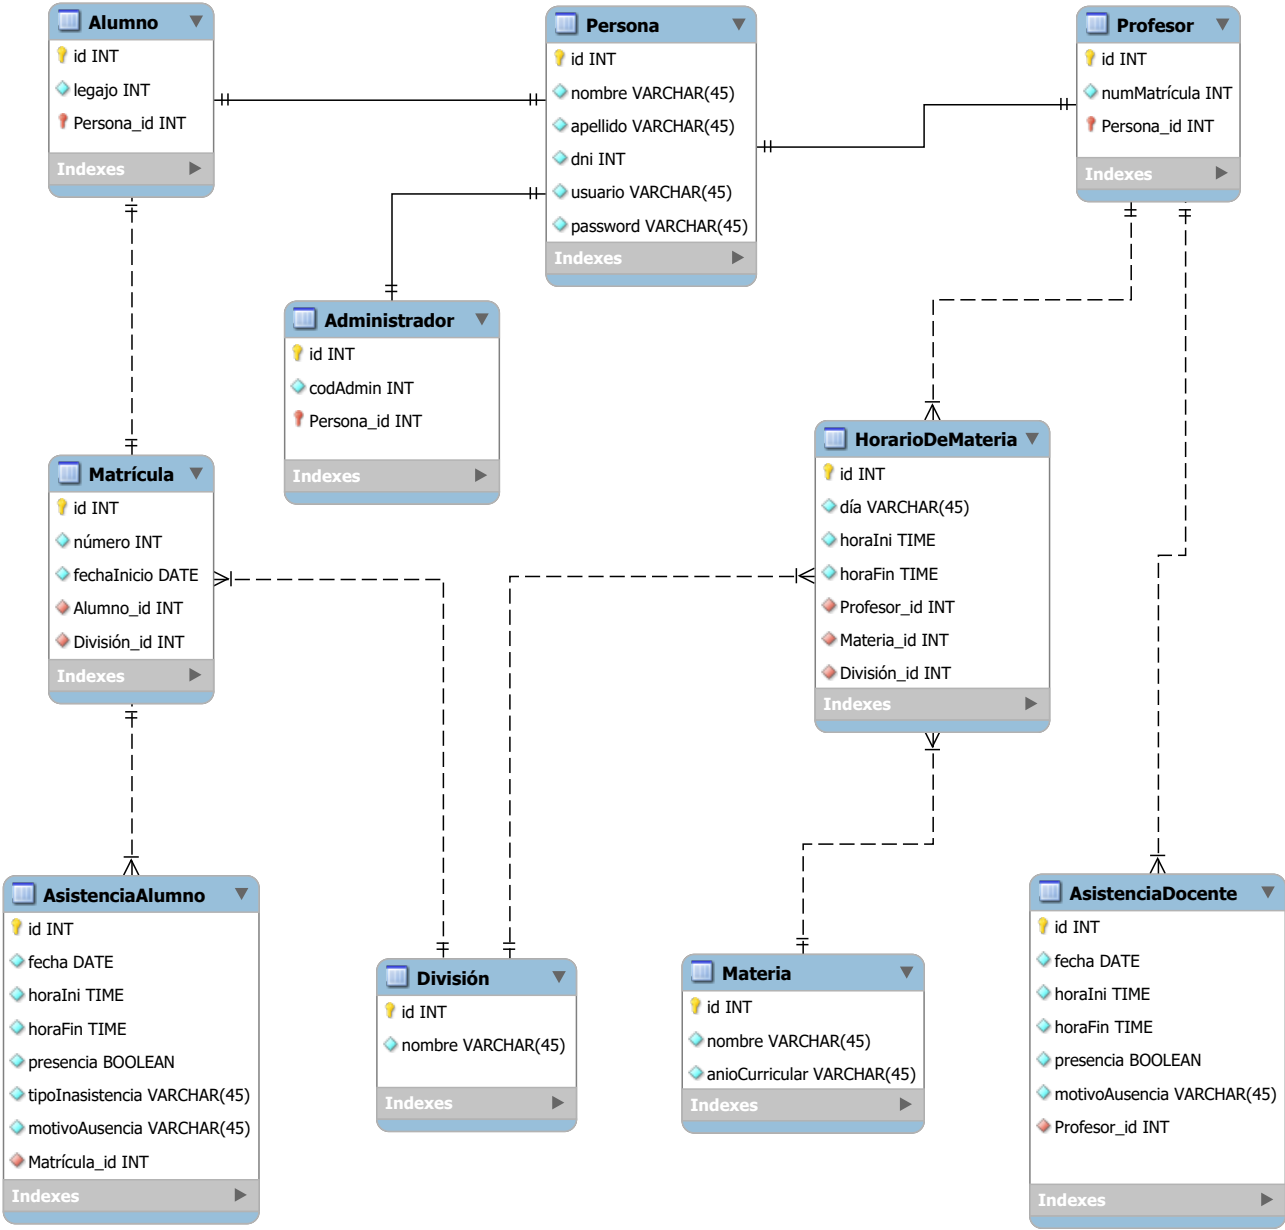 Alumno
id INT
legajo INT
Persona_id INT
Indexes
Persona
id INT
nombre VARCHAR(45)
apellido VARCHAR(45)
dni INT
usuario VARCHAR(45)
password VARCHAR(45)
Indexes
Profesor
id INT
numMatrícula INT
Persona_id INT
Indexes
Administrador
id INT
codAdmin INT
Persona_id INT
Indexes
Matrícula
id INT
número INT
fechaInicio DATE
Alumno_id INT
División_id INT
Indexes
HorarioDeMateria
id INT
día VARCHAR(45)
horaIni TIME
horaFin TIME
Profesor_id INT
Materia_id INT
División_id INT
Indexes
AsistenciaAlumno
id INT
fecha DATE
horaIni TIME
horaFin TIME
presencia BOOLEAN
tipoInasistencia VARCHAR(45)
motivoAusencia VARCHAR(45)
Matrícula_id INT
Indexes
División
id INT
nombre VARCHAR(45)
Indexes
Materia
id INT
nombre VARCHAR(45)
anioCurricular VARCHAR(45)
Indexes
AsistenciaDocente
id INT
fecha DATE
horaIni TIME
horaFin TIME
presencia BOOLEAN
motivoAusencia VARCHAR(45)
Profesor_id INT
Indexes